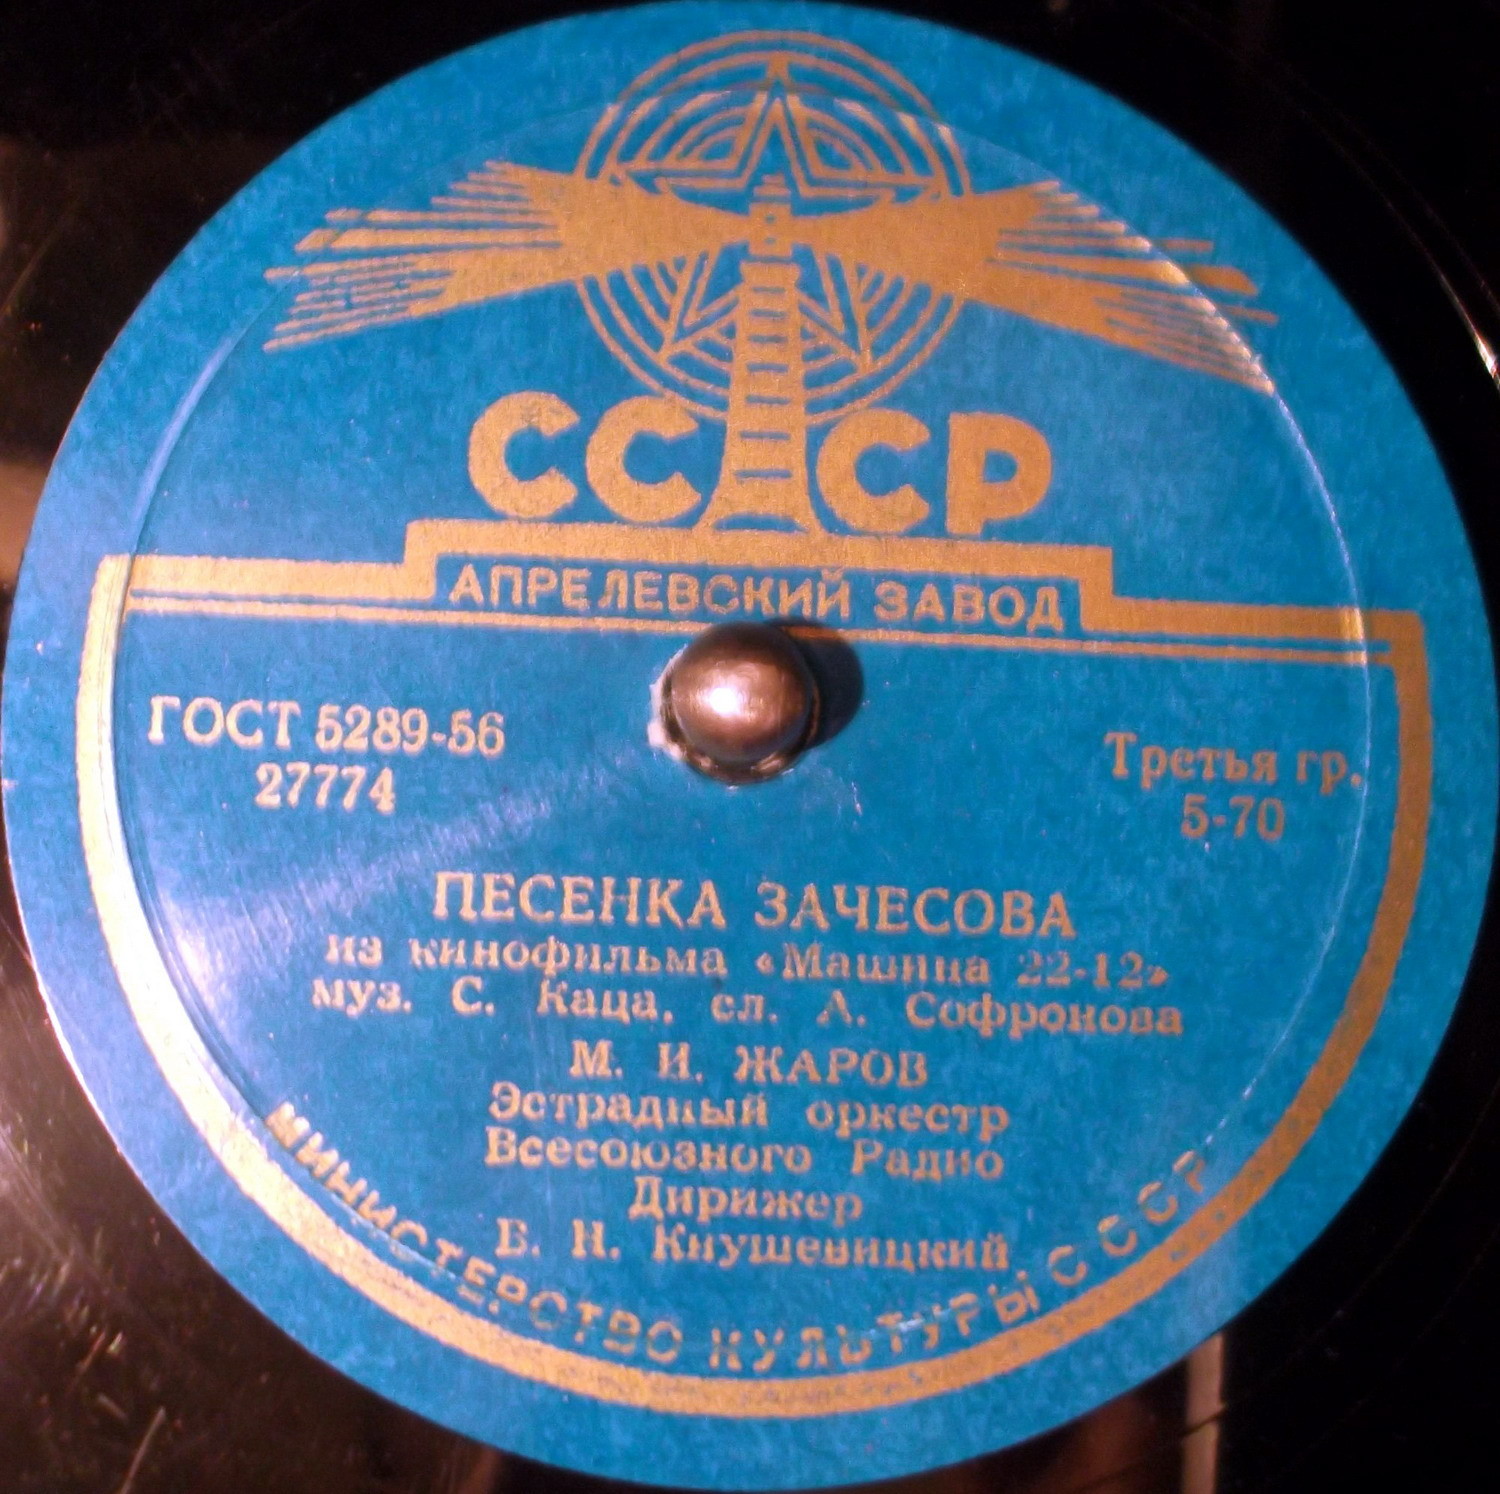 СССР
АПРЕЛЕВСКИЙ ЗАВОД
ГОСТ 5289-56
27774
Третья гр.
5-70
ПЕСЕНКА ЗАЧЕСОВА
из кинофильма «Машина 22-12»
муз. С. Каца, сл. А. Софронова
М. И. ЖАРОВ
Эстрадный оркестр
Всесоюзного Радио
Дирижер
В. Н. Кнушевицкий
МИНИСТЕРСТВО КУЛЬТУРЫ СССР